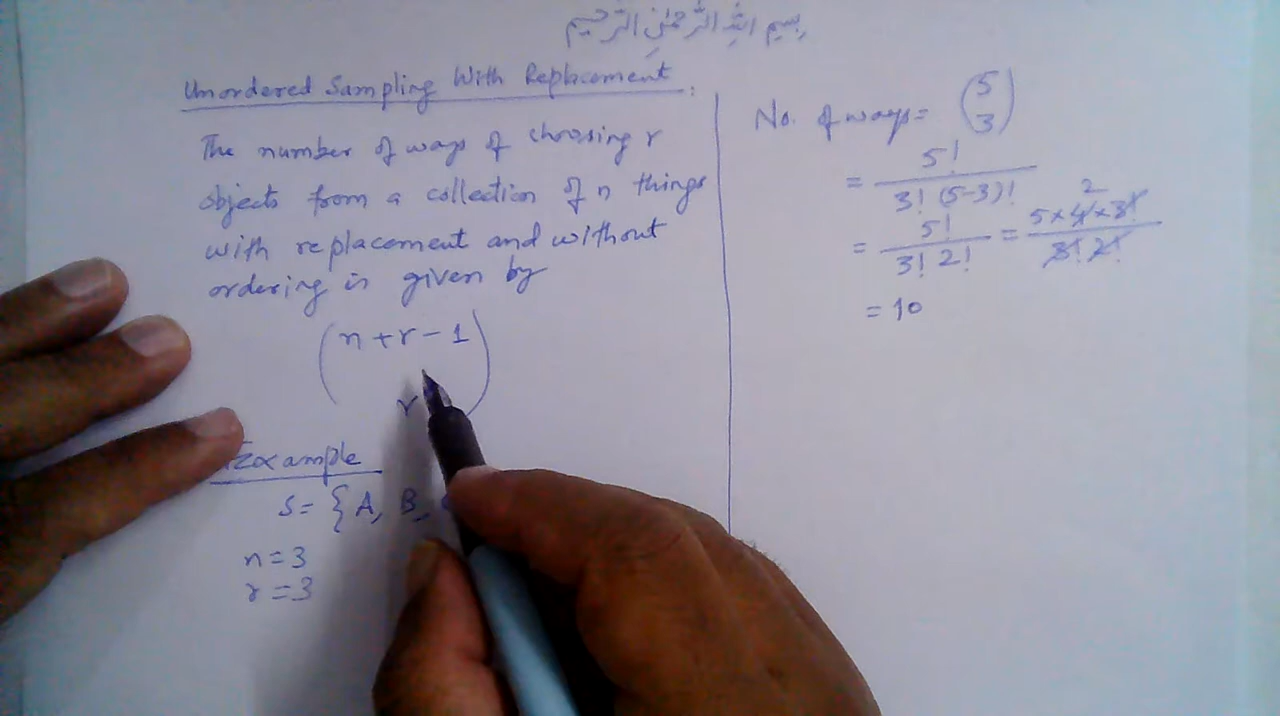 بسم الله الرحمن الرحيم
Unordered Sampling With Replacement.
The number of ways of choosing r
objects from a collection of n things
with replacement and without
ordering is given by
(n + r - 1
r)
Example
S = {A, B,
n = 3
r = 3
No. of ways = (5
3)
= 5! / 3! (5-3)!
= 5! / 3! 2! = 5 × 4 × 3! / 3! 2! 2
= 10